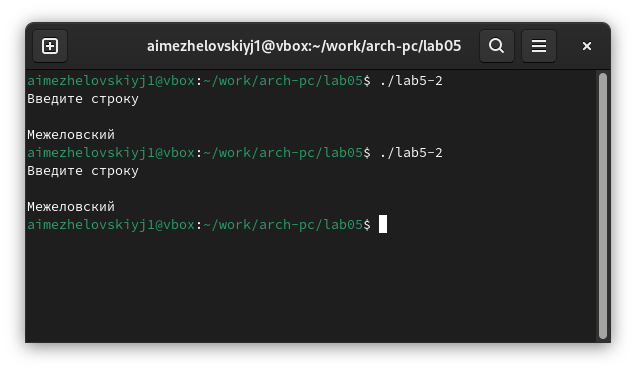 aimezhelovskiyj1@vbox:~/work/arch-pc/lab05
aimezhelovskiyj1@vbox:~/work/arch-pc/lab05$ ./lab5-2
Введите строку

Межеловский
aimezhelovskiyj1@vbox:~/work/arch-pc/lab05$ ./lab5-2
Введите строку

Межеловский
aimezhelovskiyj1@vbox:~/work/arch-pc/lab05$